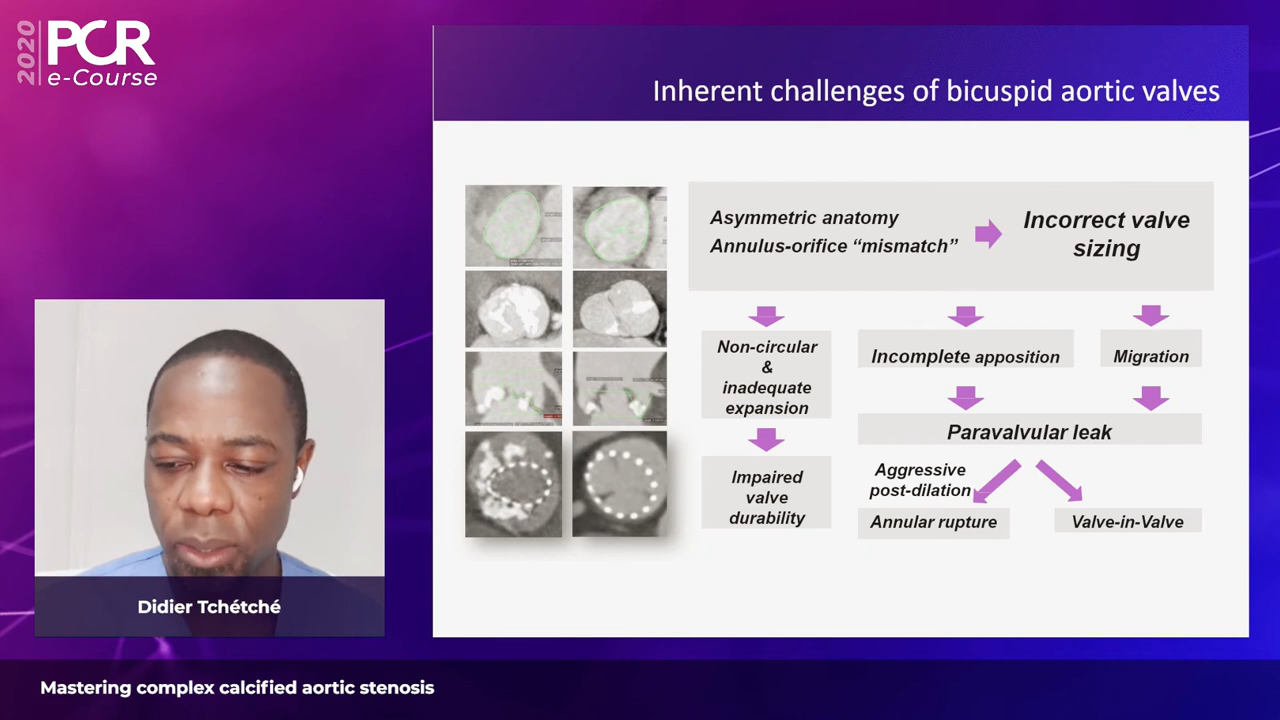 2020
PCR
e-Course
Inherent challenges of bicuspid aortic valves
Asymmetric anatomy
Annulus-orifice “mismatch”
Incorrect valve
sizing
Non-circular
&
inadequate
expansion
Incomplete apposition
Migration
Paravalvular leak
Impaired
valve
durability
Aggressive
post-dilation
Annular rupture
Valve-in-Valve
Didier Tchétché
Mastering complex calcified aortic stenosis